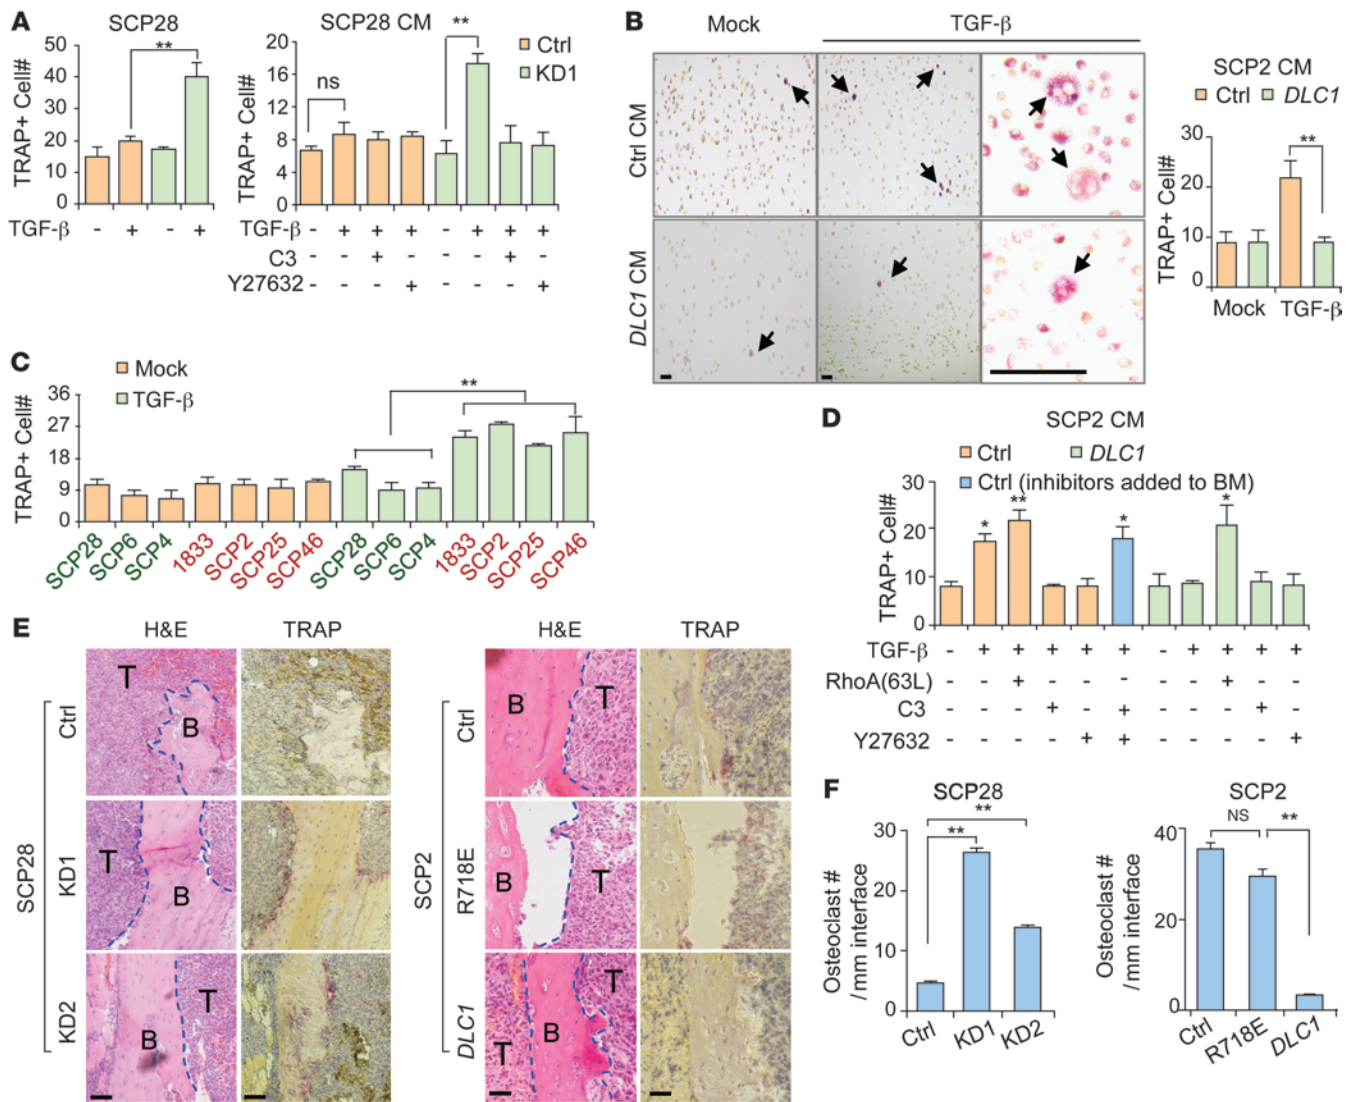 A
SCP28
TRAP+ Cell#
50
40
30
20
10
0
**
TGF-β - + - +
SCP28 CM
Ctrl
KD1
TRAP+ Cell#
20
16
12
8
4
0
ns
**
TGF-β - + + + - + + +
C3 - - + - - - + -
Y27632 - - - + - - - +
B
Mock
TGF-β
Ctrl CM
DLC1 CM
SCP2 CM
Ctrl DLC1
TRAP+ Cell#
30
20
10
0
**
Mock TGF-β
C
Mock
TGF-β
TRAP+ Cell#
36
27
18
9
0
**
SCP28 SCP6 SCP4 1833 SCP2 SCP25 SCP46 SCP28 SCP6 SCP4 1833 SCP2 SCP25 SCP46
D
SCP2 CM
Ctrl DLC1
Ctrl (inhibitors added to BM)
TRAP+ Cell#
30
20
10
0
* ** * *
TGF-β - + + + + + - + + + +
RhoA(63L) - - + - - - - - + - -
C3 - - - + - + - - - + -
Y27632 - - - - + + - - - - +
E
H&E TRAP H&E TRAP
SCP28
Ctrl
KD1
KD2
T
B
T
B
T
B
SCP2
Ctrl
R718E
DLC1
B
T
B
T
T
B
T
F
SCP28
Osteoclast #
/mm interface
30
20
10
0
**
**
Ctrl KD1 KD2
SCP2
Osteoclast #
/mm interface
40
20
0
NS
**
Ctrl R718E DLC1